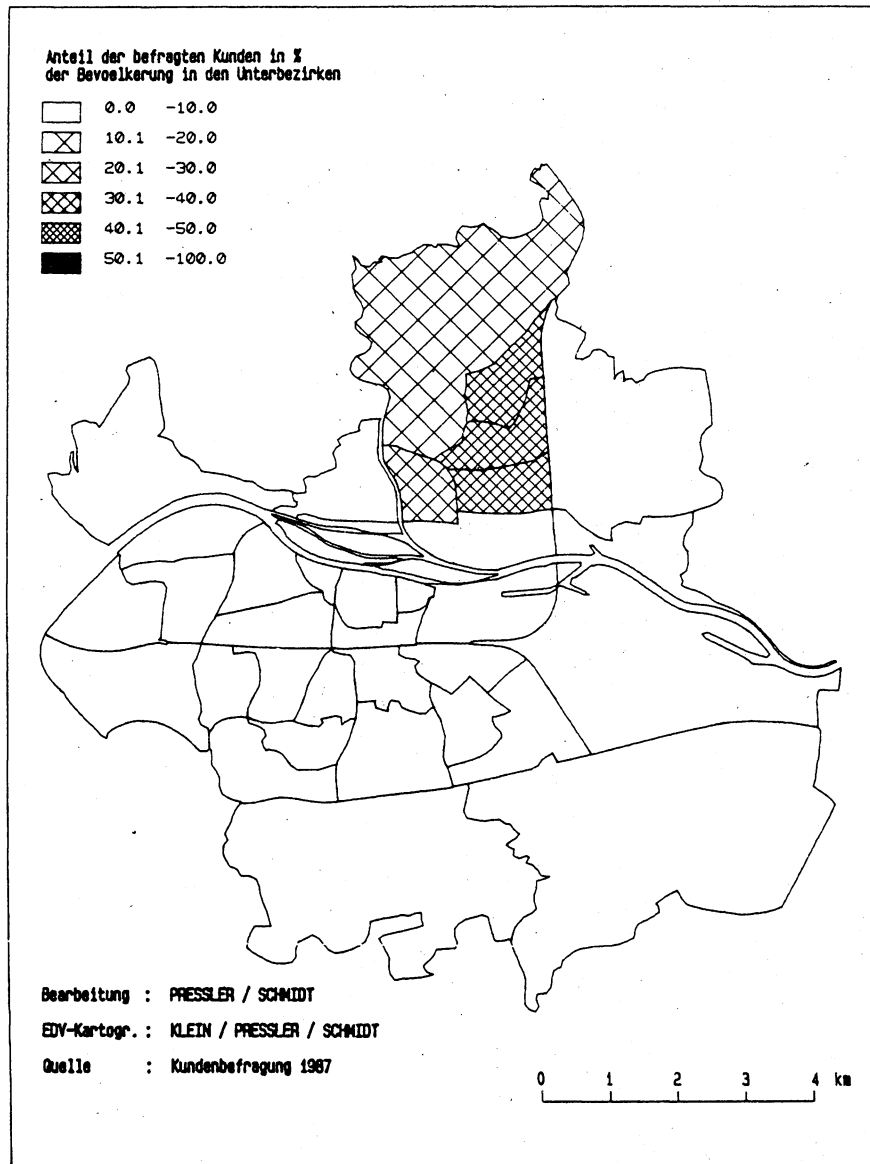 Anteil der befragten Kunden in %
der Bevoelkerung in den Unterbezirken
0.0 -10.0
10.1 -20.0
20.1 -30.0
30.1 -40.0
40.1 -50.0
50.1 -100.0
Bearbeitung : PRESSLER / SCHMIDT
EDV-Kartogr. : KLEIN / PRESSLER / SCHMIDT
Quelle : Kundenbefragung 1987
0 1 2 3 4 km